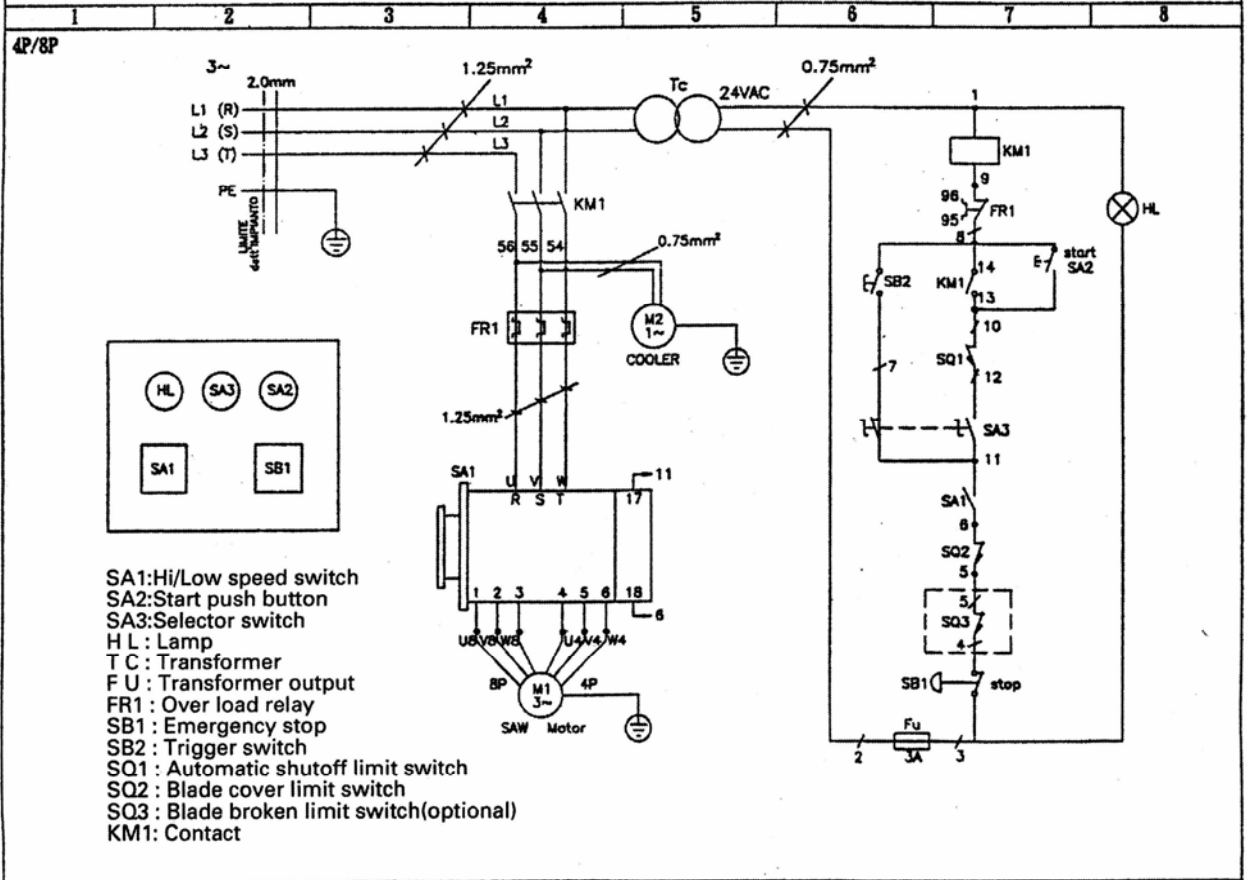 1 2 3 4 5 6 7 8
4P/8P
3~
2.0mm
1.25mm²
Tc
24VAC
0.75mm²
L1 (R)
L1
L2 (S)
L2
L3 (T)
L3
PE
LIMITE
dell'IMPIANTO
KM1
56 55 54
0.75mm²
FR1
M2
1~
COOLER
1.25mm²
SA1
U V W
R S T
17
11
1 2 3 4 5 6 18
6
U8 V8 W8 U4 V4 W4
8P
4P
M1
3~
SAW Motor
1
KM1
9
96
95
FR1
8
HL
SB2
14
KM1
13
start
SA2
10
SQ1
12
7
SA3
11
SA1
6
SQ2
5
5
SQ3
4
SB1
stop
Fu
2
3A
3
HL SA3 SA2
SA1 SB1
SA1:Hi/Low speed switch
SA2:Start push button
SA3:Selector switch
H L : Lamp
T C : Transformer
F U : Transformer output
FR1 : Over load relay
SB1 : Emergency stop
SB2 : Trigger switch
SQ1 : Automatic shutoff limit switch
SQ2 : Blade cover limit switch
SQ3 : Blade broken limit switch(optional)
KM1: Contact